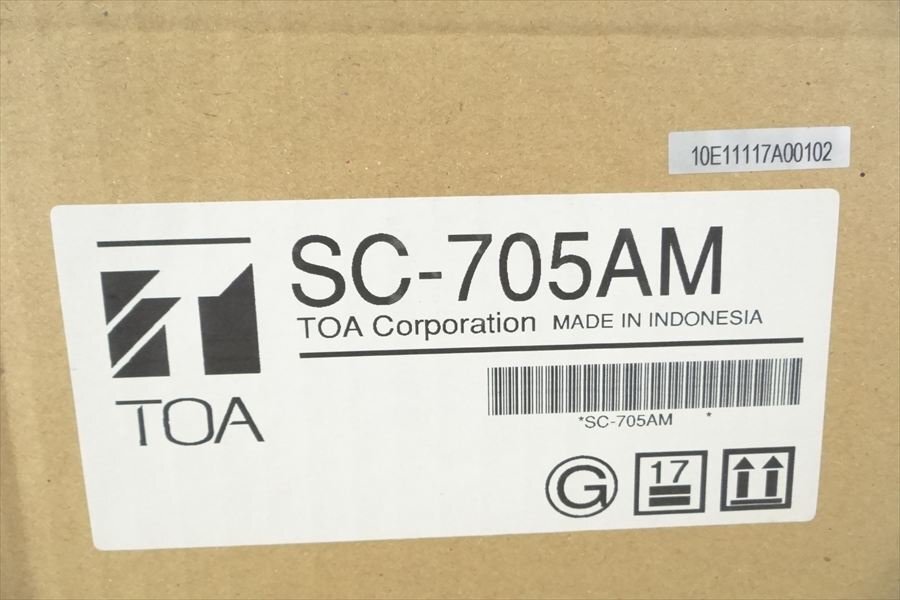 10E11117A00102
SC-705AM
TOA Corporation MADE IN INDONESIA
TOA
*SC-705AM *
G 17